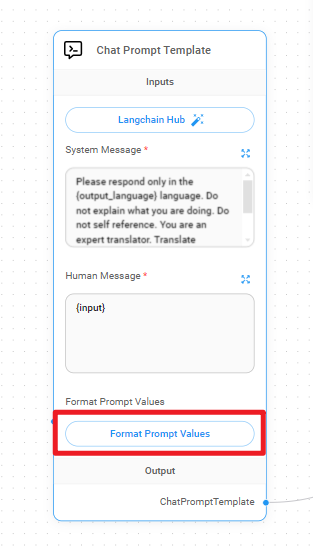 Chat Prompt Template
Inputs
Langchain Hub
System Message *
Please respond only in the
{output_language} language. Do
not explain what you are doing. Do
not self reference. You are an
expert translator. Translate
Human Message *
{input}
Format Prompt Values
Format Prompt Values
Output
ChatPromptTemplate